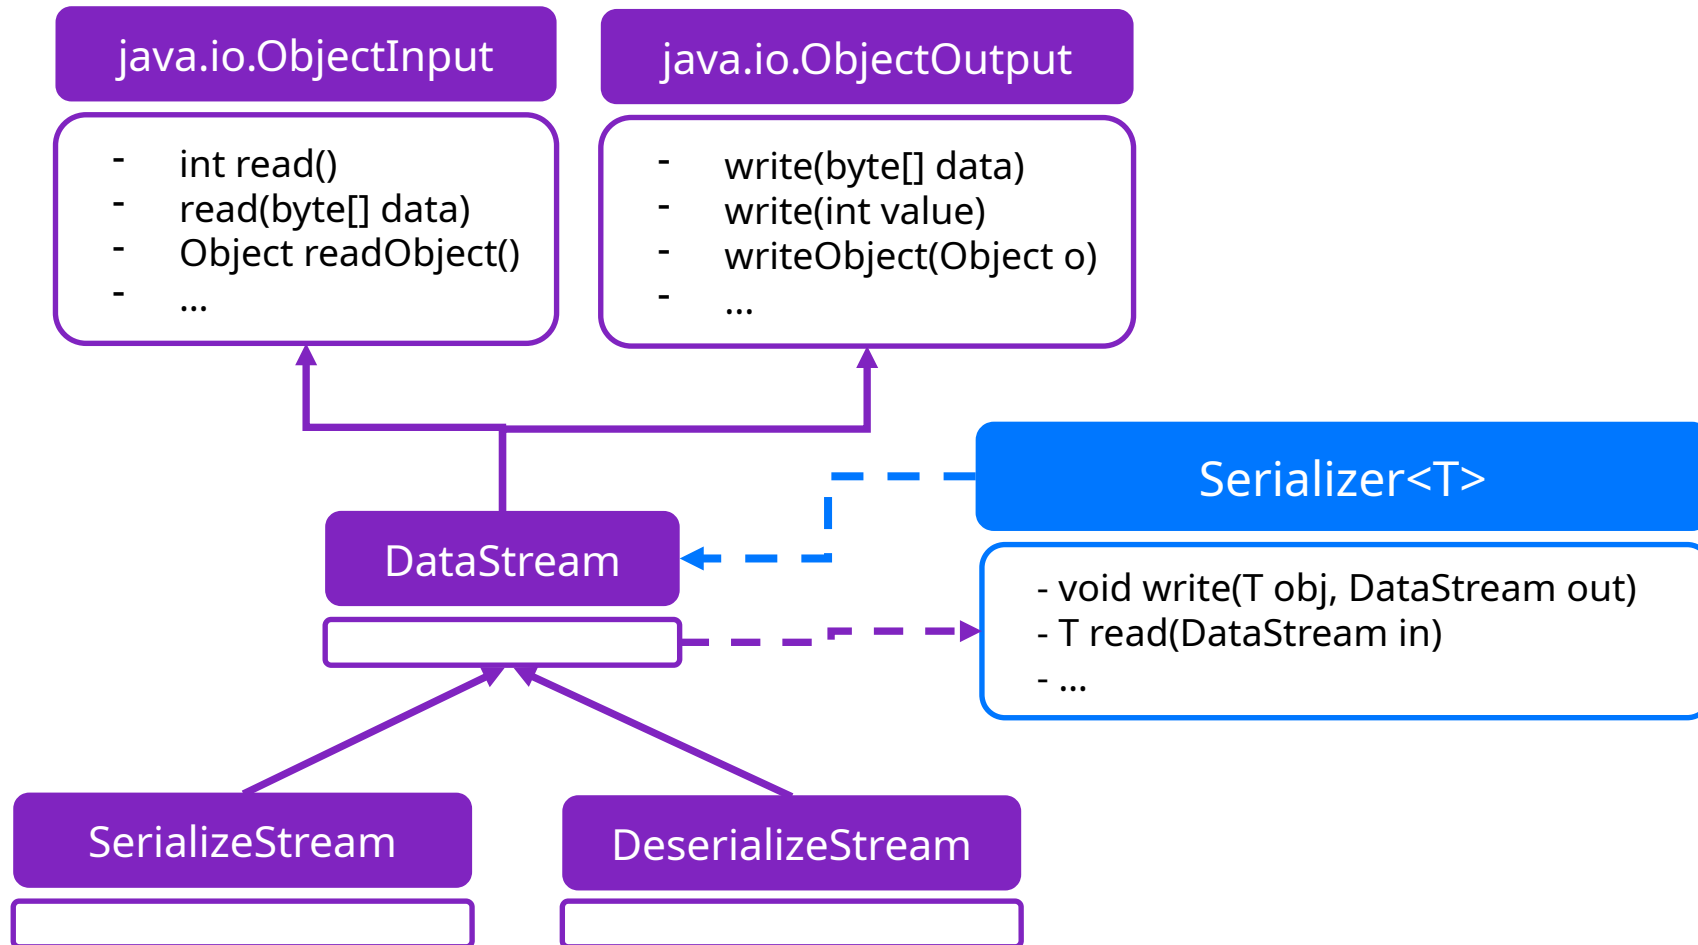 java.io.ObjectInput
- int read()
- read(byte[] data)
- Object readObject()
- ...
java.io.ObjectOutput
- write(byte[] data)
- write(int value)
- writeObject(Object o)
- ...
Serializer<T>
- void write(T obj, DataStream out)
- T read(DataStream in)
- ...
DataStream
SerializeStream
DeserializeStream